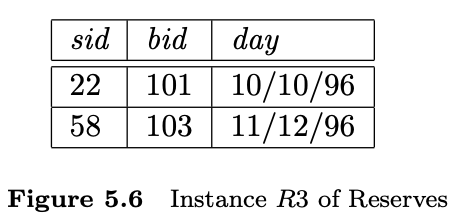 sid bid day
22 101 10/10/96
58 103 11/12/96
Figure 5.6 Instance R3 of Reserves